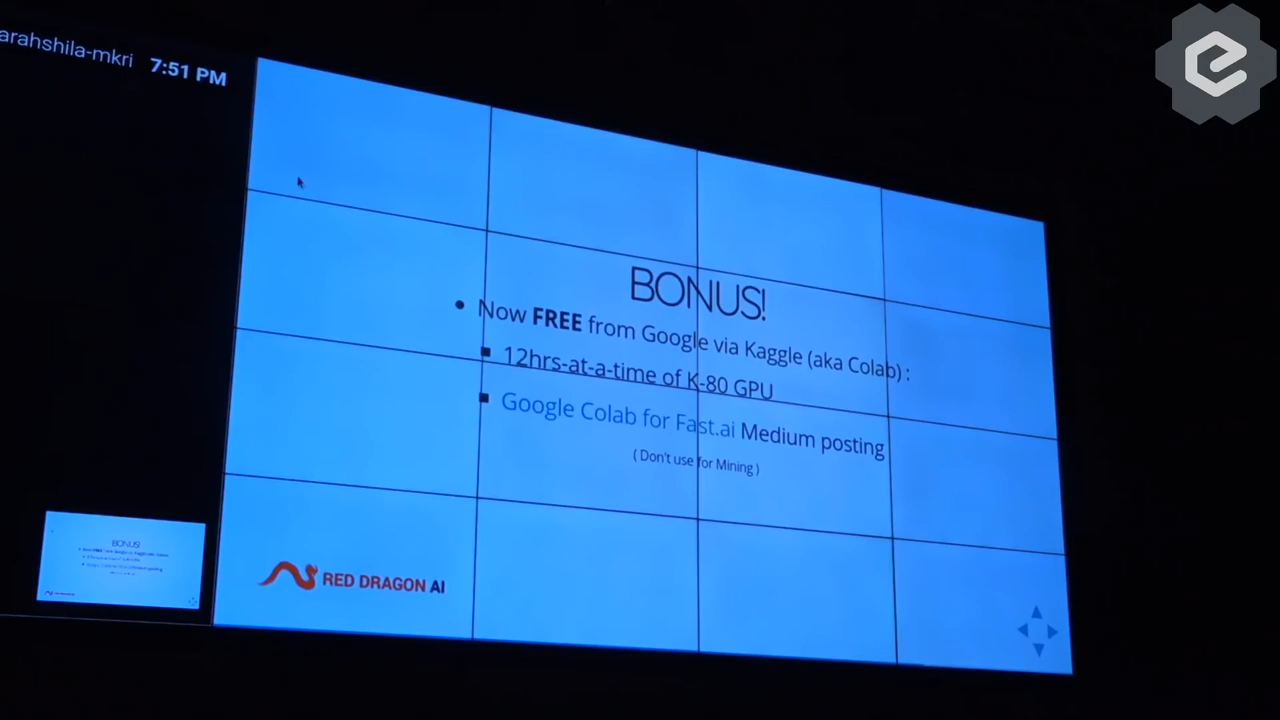 arahshila-mkri 7:51 PM
BONUS!
Now FREE from Google via Kaggle (aka Colab) :
12hrs-at-a-time of K-80 GPU
Google Colab for Fast.ai Medium posting
( Don't use for Mining )
RED DRAGON AI